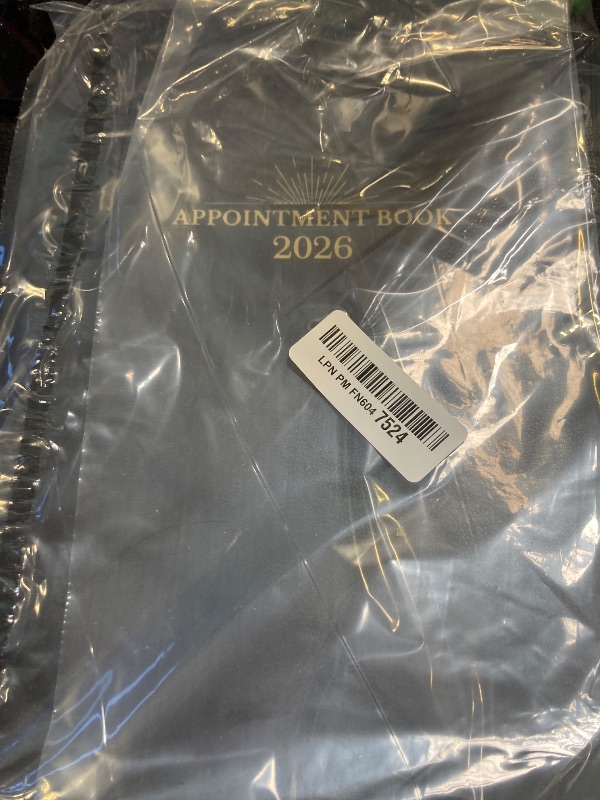 APPOINTMENT BOOK
2026
LPN PM FN604 7524